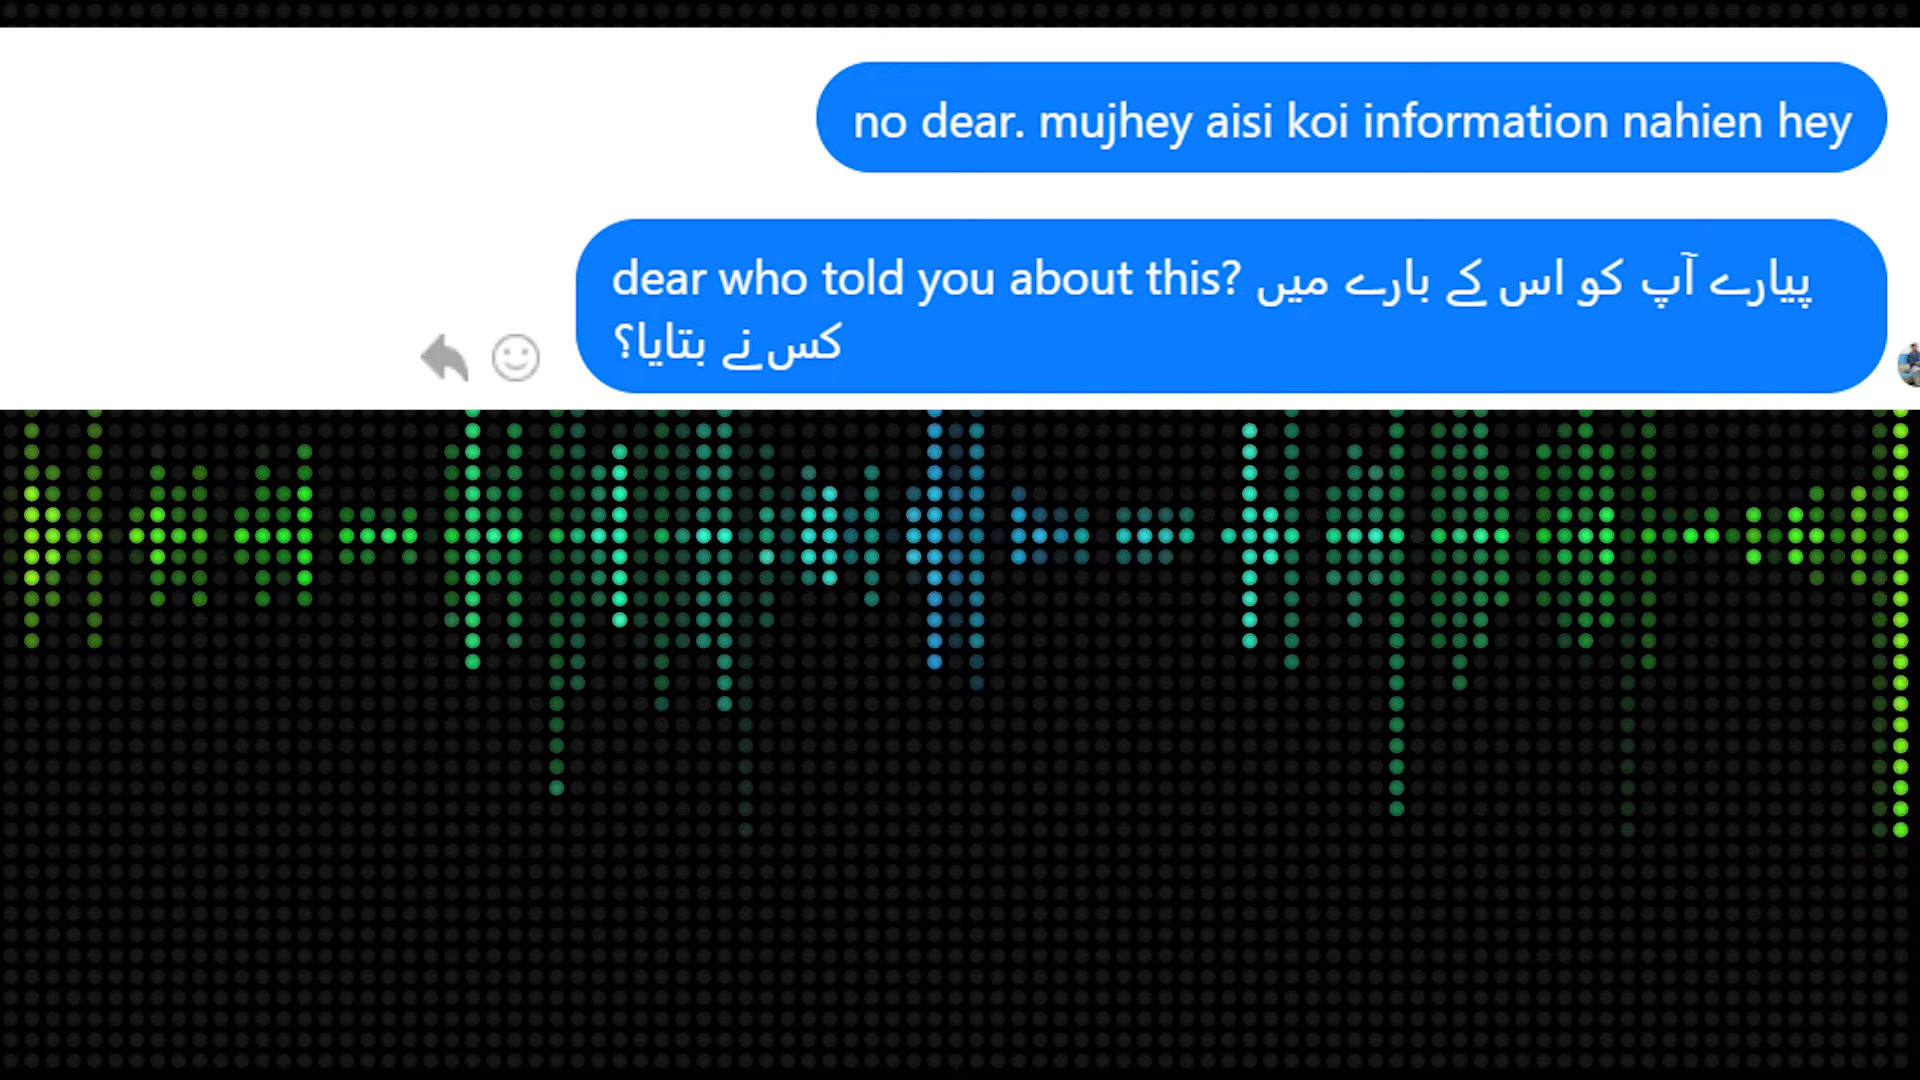 no dear. mujhey aisi koi information nahien hey
dear who told you about this? پیارے آپ کو اس کے بارے میں
کس نے بتایا؟